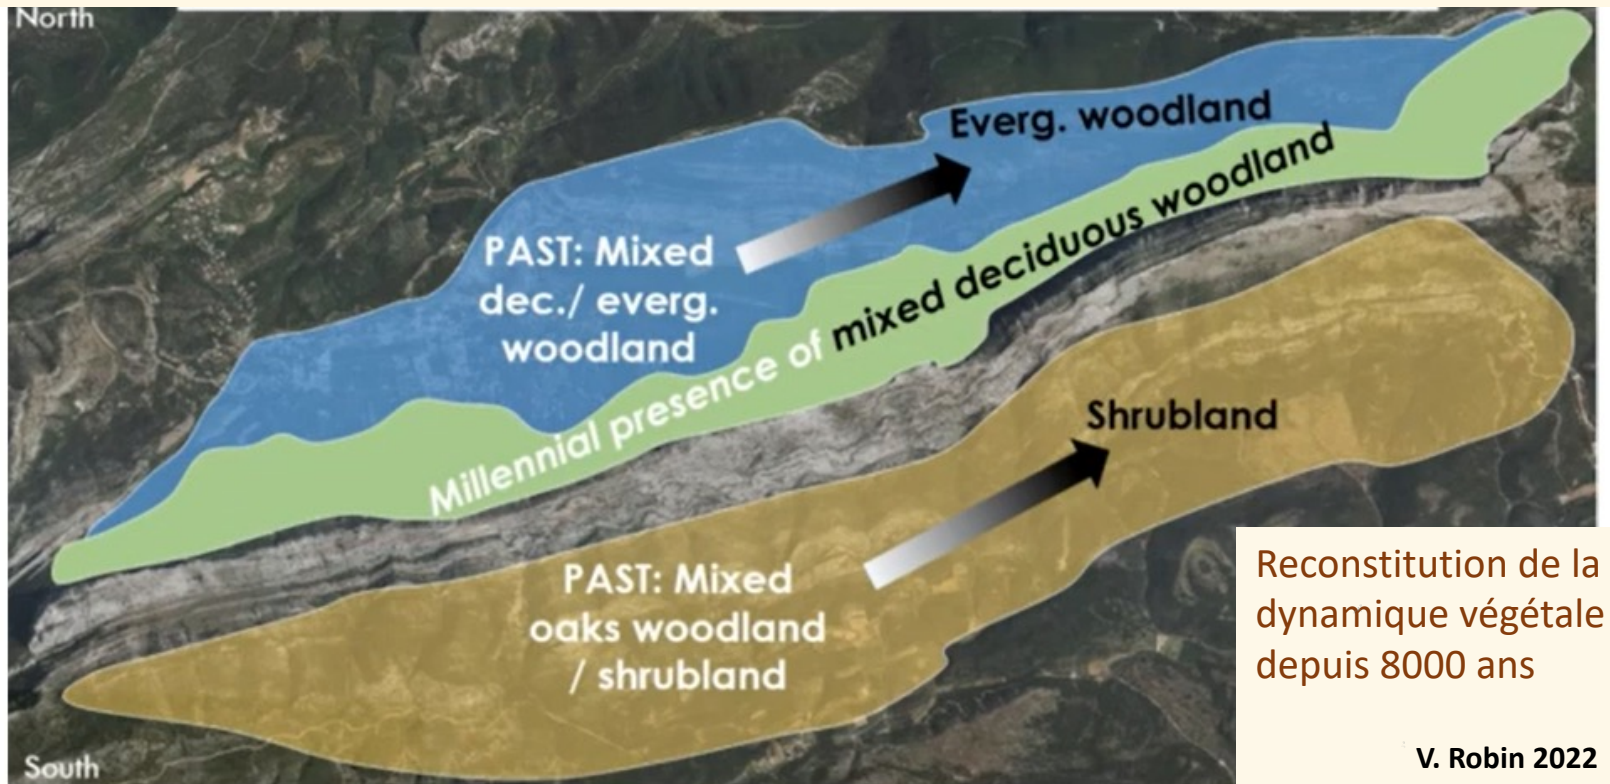 North
Everg. woodland
PAST: Mixed
dec./ everg.
woodland
Millennial presence of mixed deciduous woodland
Shrubland
PAST: Mixed
oaks woodland
/ shrubland
Reconstitution de la
dynamique végétale
depuis 8000 ans
V. Robin 2022
South